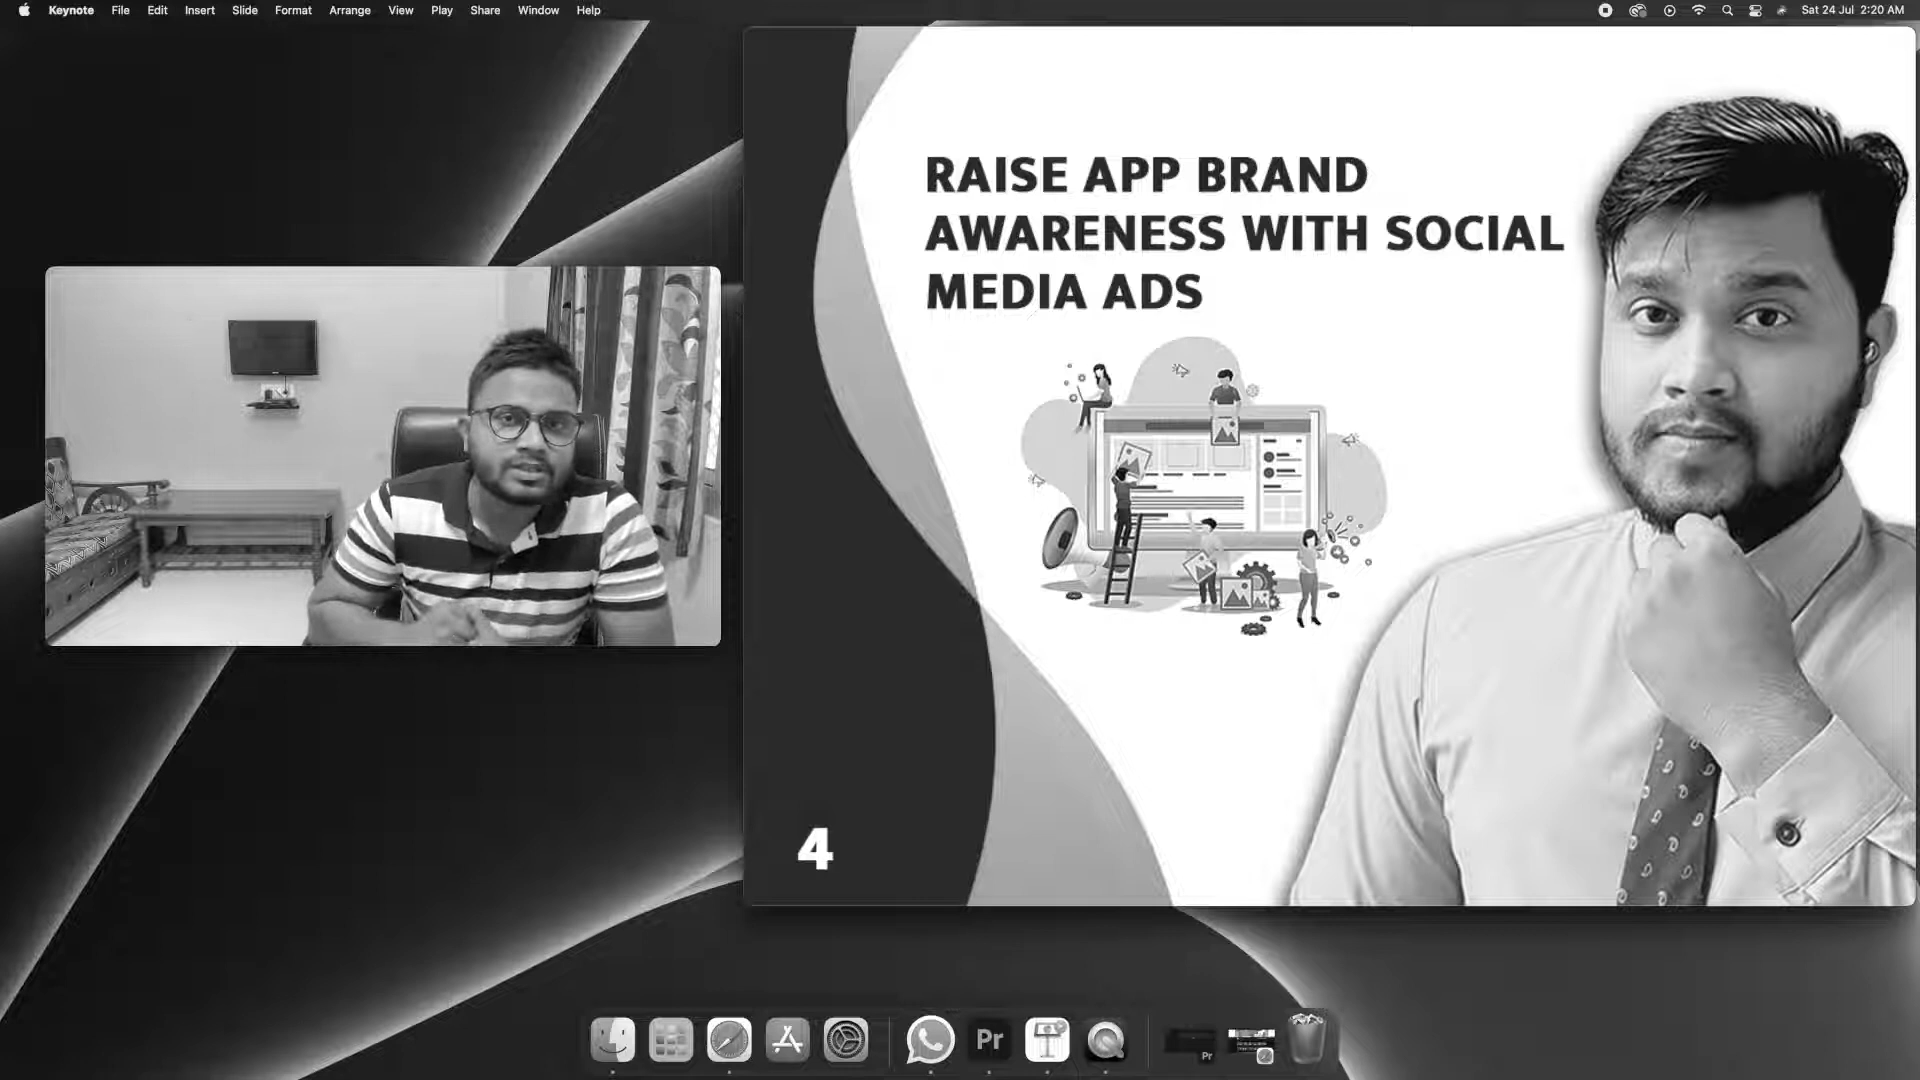 Keynote File Edit Insert Slide Format Arrange View Play Share Window Help
Sat 24 Jul 2:20 AM
RAISE APP BRAND
AWARENESS WITH SOCIAL
MEDIA ADS
4
Pr
Pr